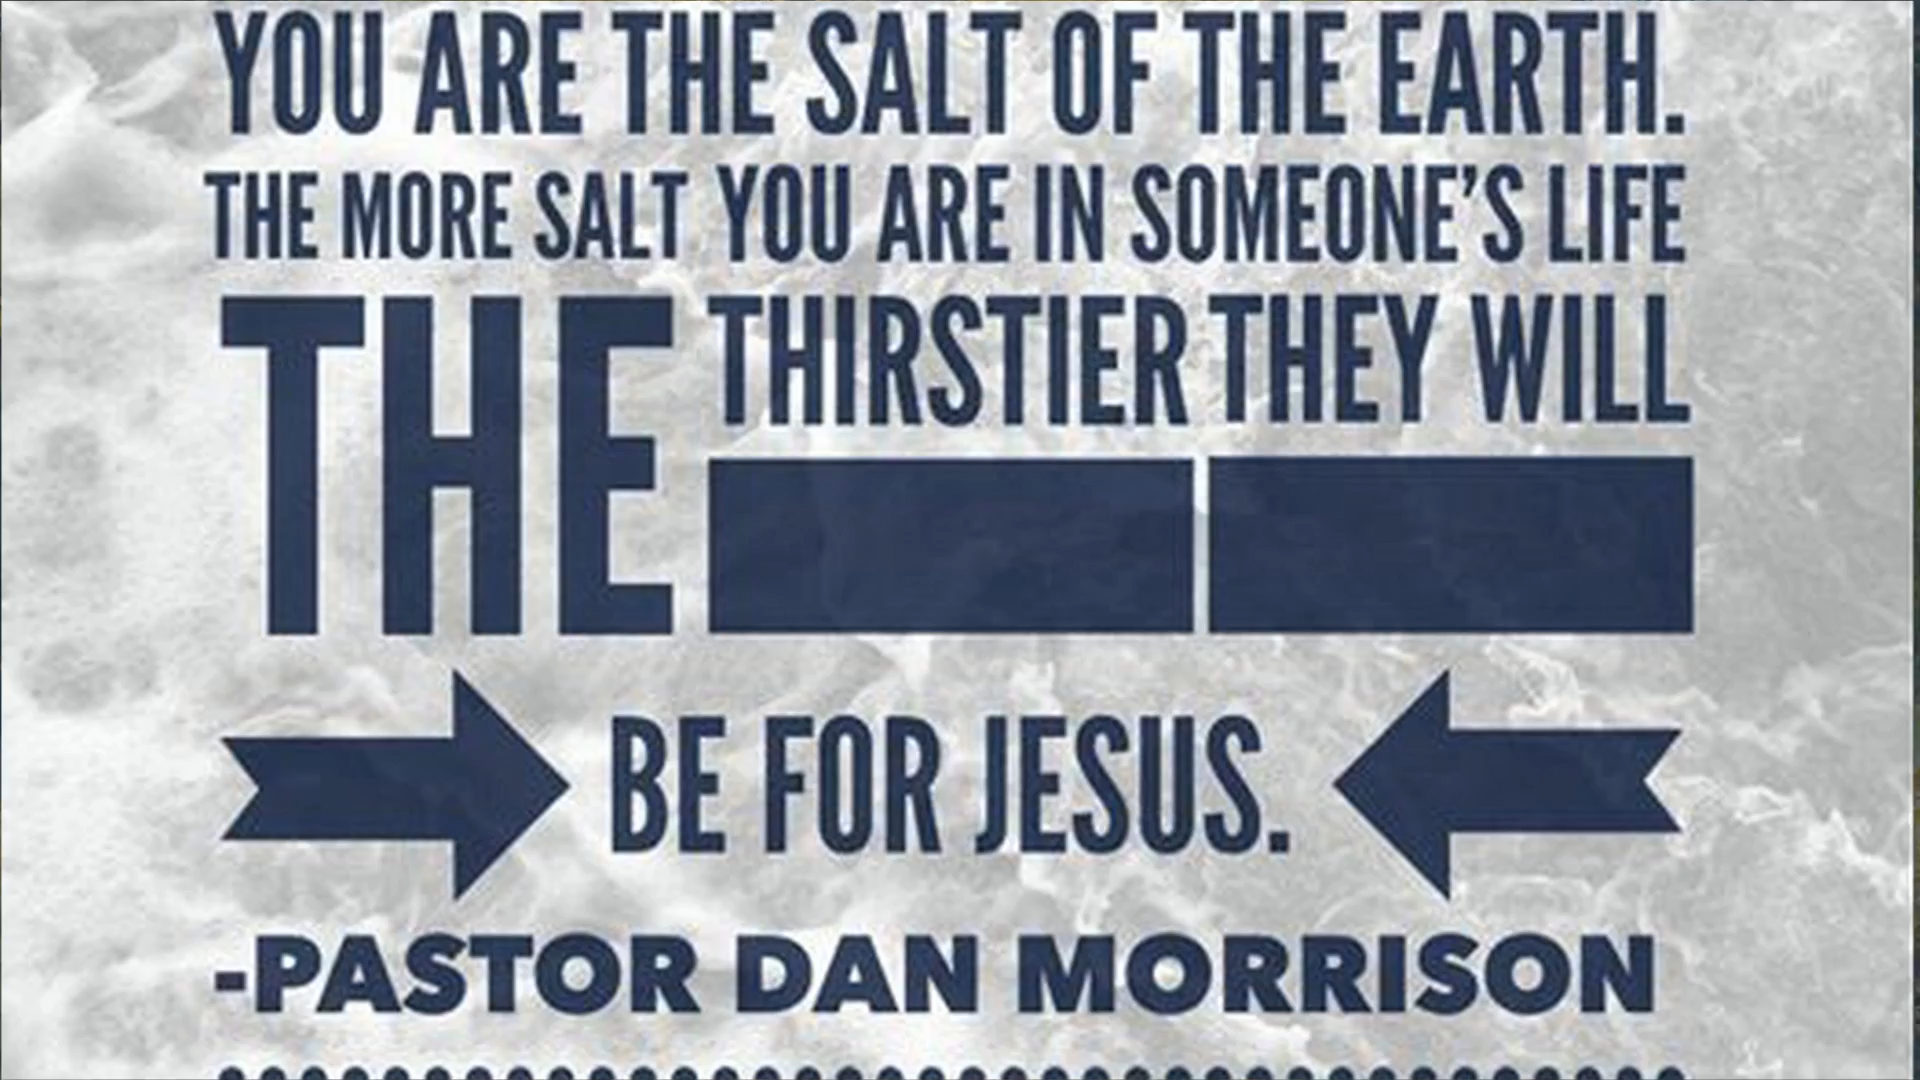 YOU ARE THE SALT OF THE EARTH.
THE MORE SALT YOU ARE IN SOMEONE'S LIFE
THE THIRSTIER THEY WILL
BE FOR JESUS.
-PASTOR DAN MORRISON